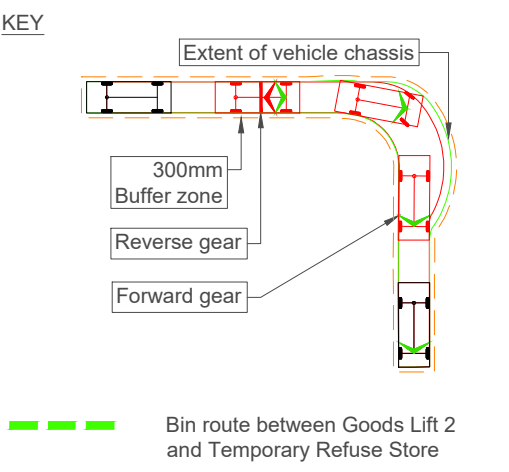 KEY
Extent of vehicle chassis
300mm
Buffer zone
Reverse gear
Forward gear
Bin route between Goods Lift 2
and Temporary Refuse Store